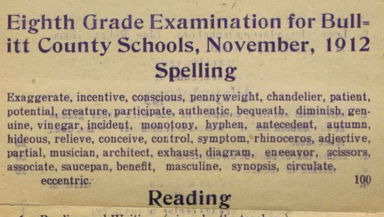 Eighth Grade Examination for Bull=
itt County Schools, November, 1912
Spelling
Exaggerate, incentive, conscious, pennyweight, chandelier, patient,
potential, creature, participate, authentic, bequeath, diminish, gen-
uine, vinegar, incident, monotony, hyphen, antecedent, autumn,
hideous, relieve, conceive, control, symptom, rhinoceros, adjective,
partial, musician, architect, exhaust, diagram, eneeavor, scissors,
associate, saucepan, benefit, masculine, synopsis, circulate,
eccentric. 100
Reading